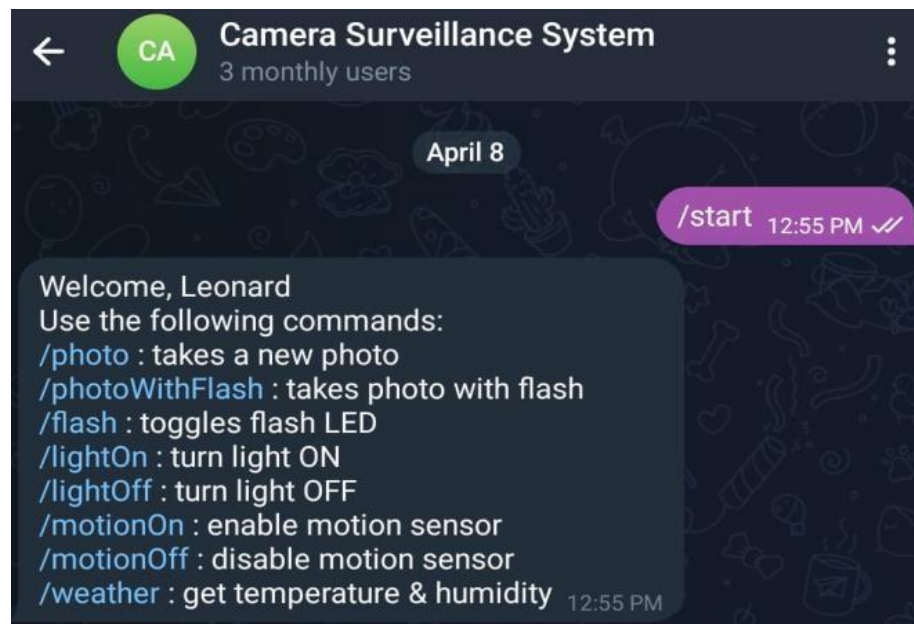 CA
Camera Surveillance System
3 monthly users
April 8
/start 12:55 PM
Welcome, Leonard
Use the following commands:
/photo : takes a new photo
/photoWithFlash : takes photo with flash
/flash : toggles flash LED
/lightOn : turn light ON
/lightOff : turn light OFF
/motionOn : enable motion sensor
/motionOff : disable motion sensor
/weather : get temperature & humidity 12:55 PM